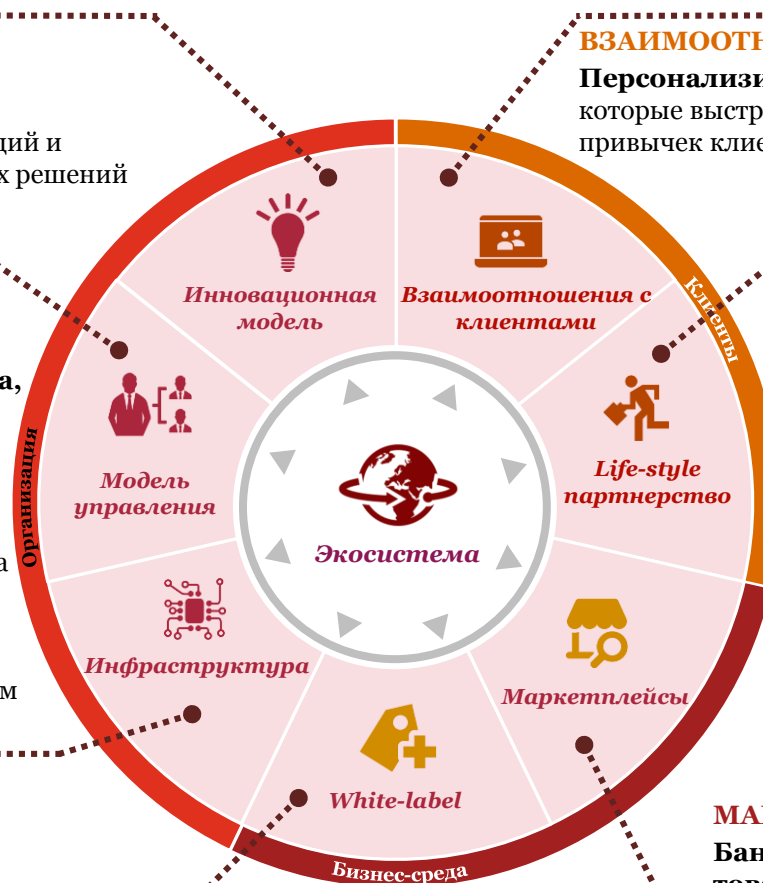 ВЗАИМООТН
Персонализи
которые выстр
привычек клие
ций и
х решений
Инновационная
модель
Взаимоотношения с
клиентами
Клиенты
а,
Организация
Модель
управления
Life-style
партнерство
Экосистема
а
Инфраструктура
м
Маркетплейсы
White-label
Бизнес-среда
МА
Бан
това